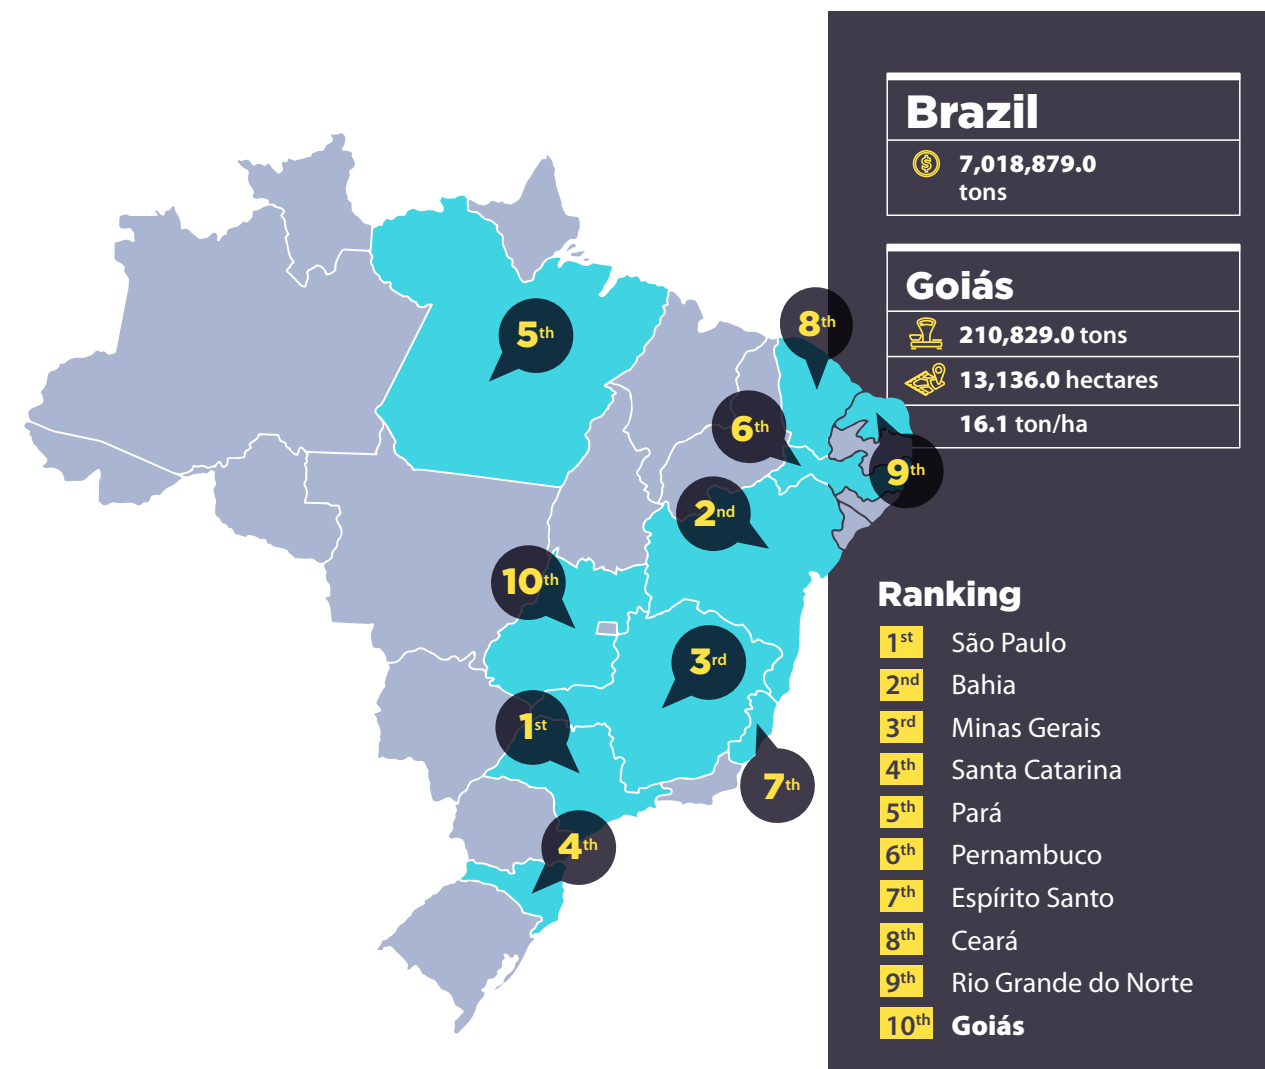 Brazil
7,018,879.0
tons
Goiás
210,829.0 tons
13,136.0 hectares
16.1 ton/ha
8th
5th
6th
9th
2nd
10th
3rd
1st
7th
4th
Ranking
1st São Paulo
2nd Bahia
3rd Minas Gerais
4th Santa Catarina
5th Pará
6th Pernambuco
7th Espírito Santo
8th Ceará
9th Rio Grande do Norte
10th Goiás